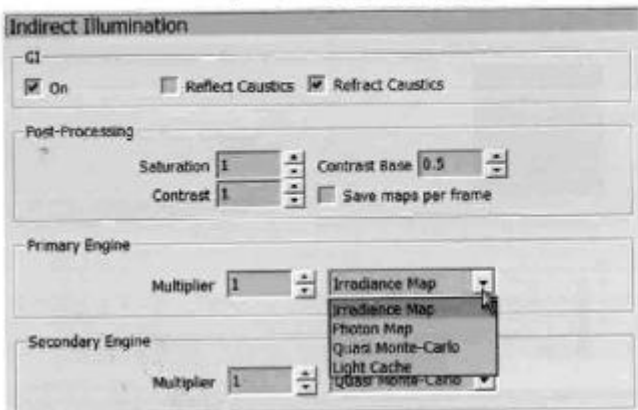 Indirect Illumination
GI
On Reflect Caustics Refract Caustics
Post-Processing
Saturation 1 Contrast Base 0.5
Contrast 1 Save maps per frame
Primary Engine
Multiplier 1 Irradiance Map
Irradiance Map
Photon Map
Quasi Monte-Carlo
Secondary Engine
Light Cache
Multiplier 1 Quasi Monte-Carlo